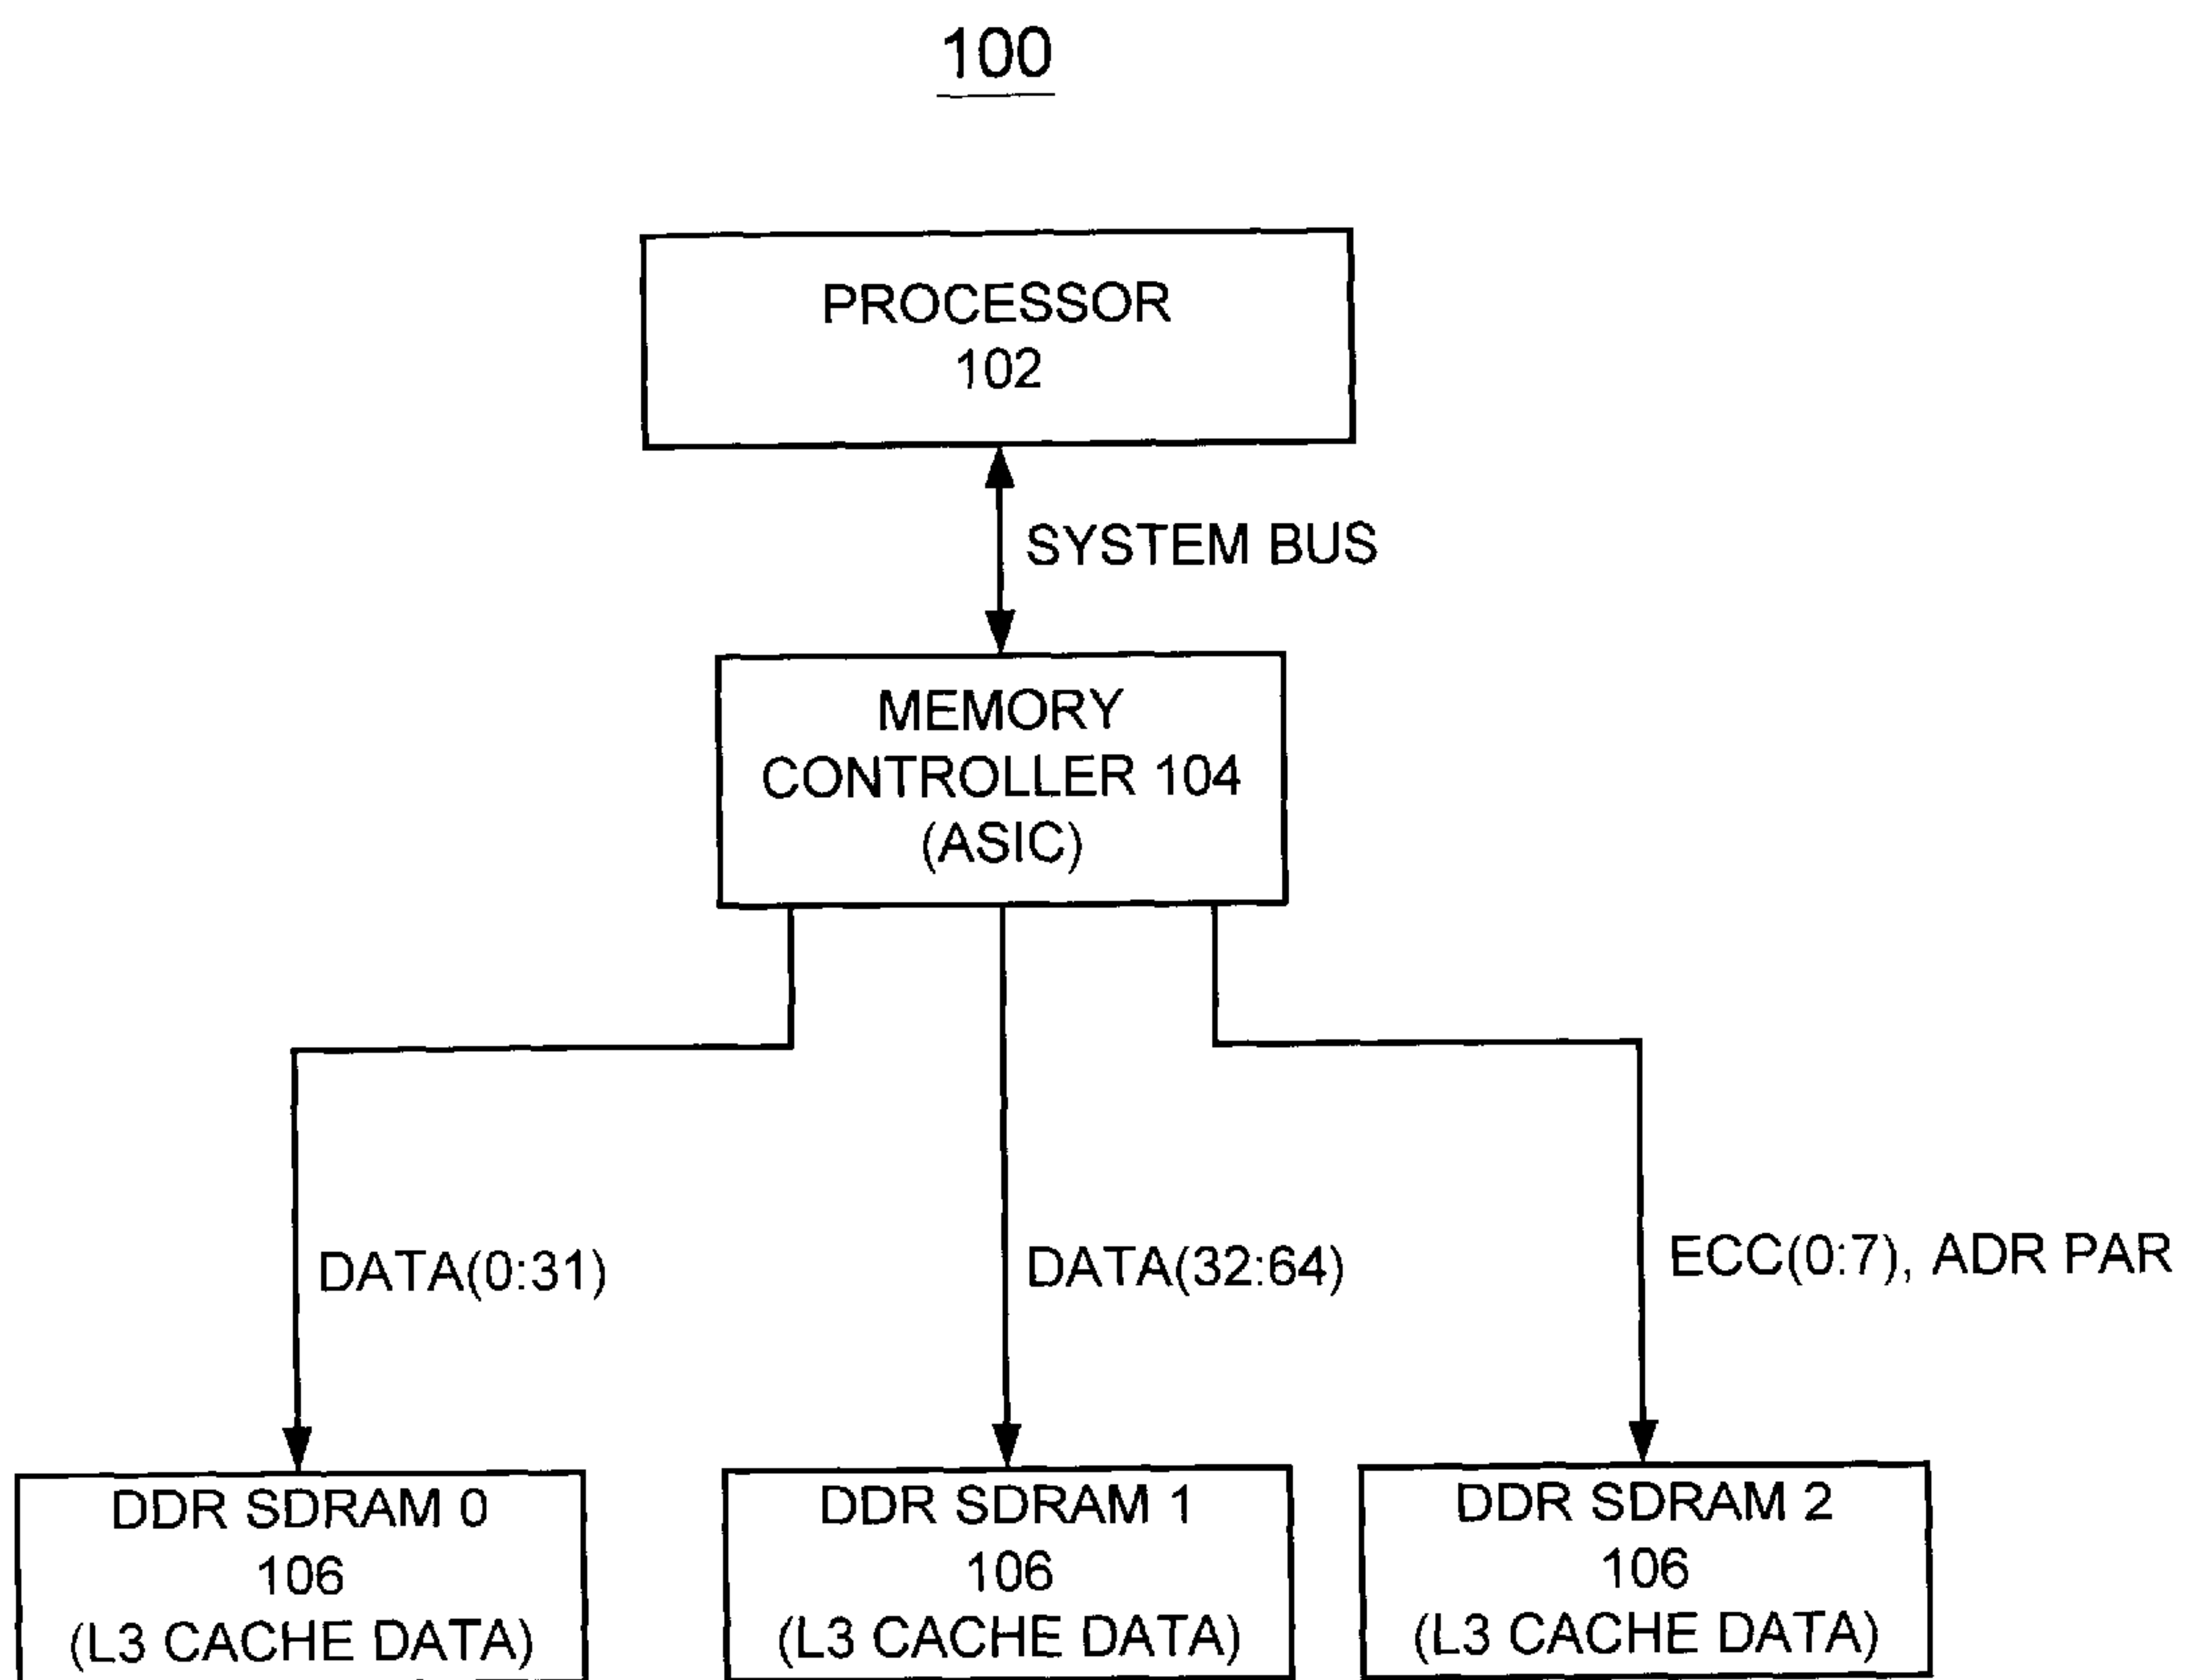 100
PROCESSOR
102
SYSTEM BUS
MEMORY
CONTROLLER 104
(ASIC)
DATA(0:31)
DATA(32:64)
ECC(0:7), ADR PAR
DDR SDRAM 0
106
(L3 CACHE DATA)
DDR SDRAM 1
106
(L3 CACHE DATA)
DDR SDRAM 2
106
(L3 CACHE DATA)